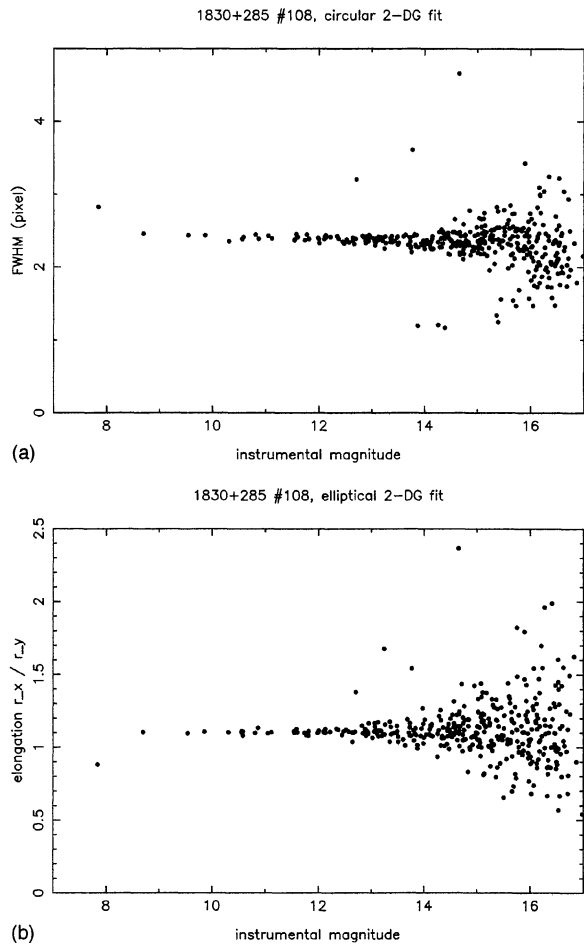 1830+285 #108, circular 2-DG fit
4
2
0
FWHM (pixel)
8 10 12 14 16
(a)
instrumental magnitude
1830+285 #108, elliptical 2-DG fit
2.5
2
1.5
1
0.5
0
elongation r_x / r_y
8 10 12 14 16
(b)
instrumental magnitude